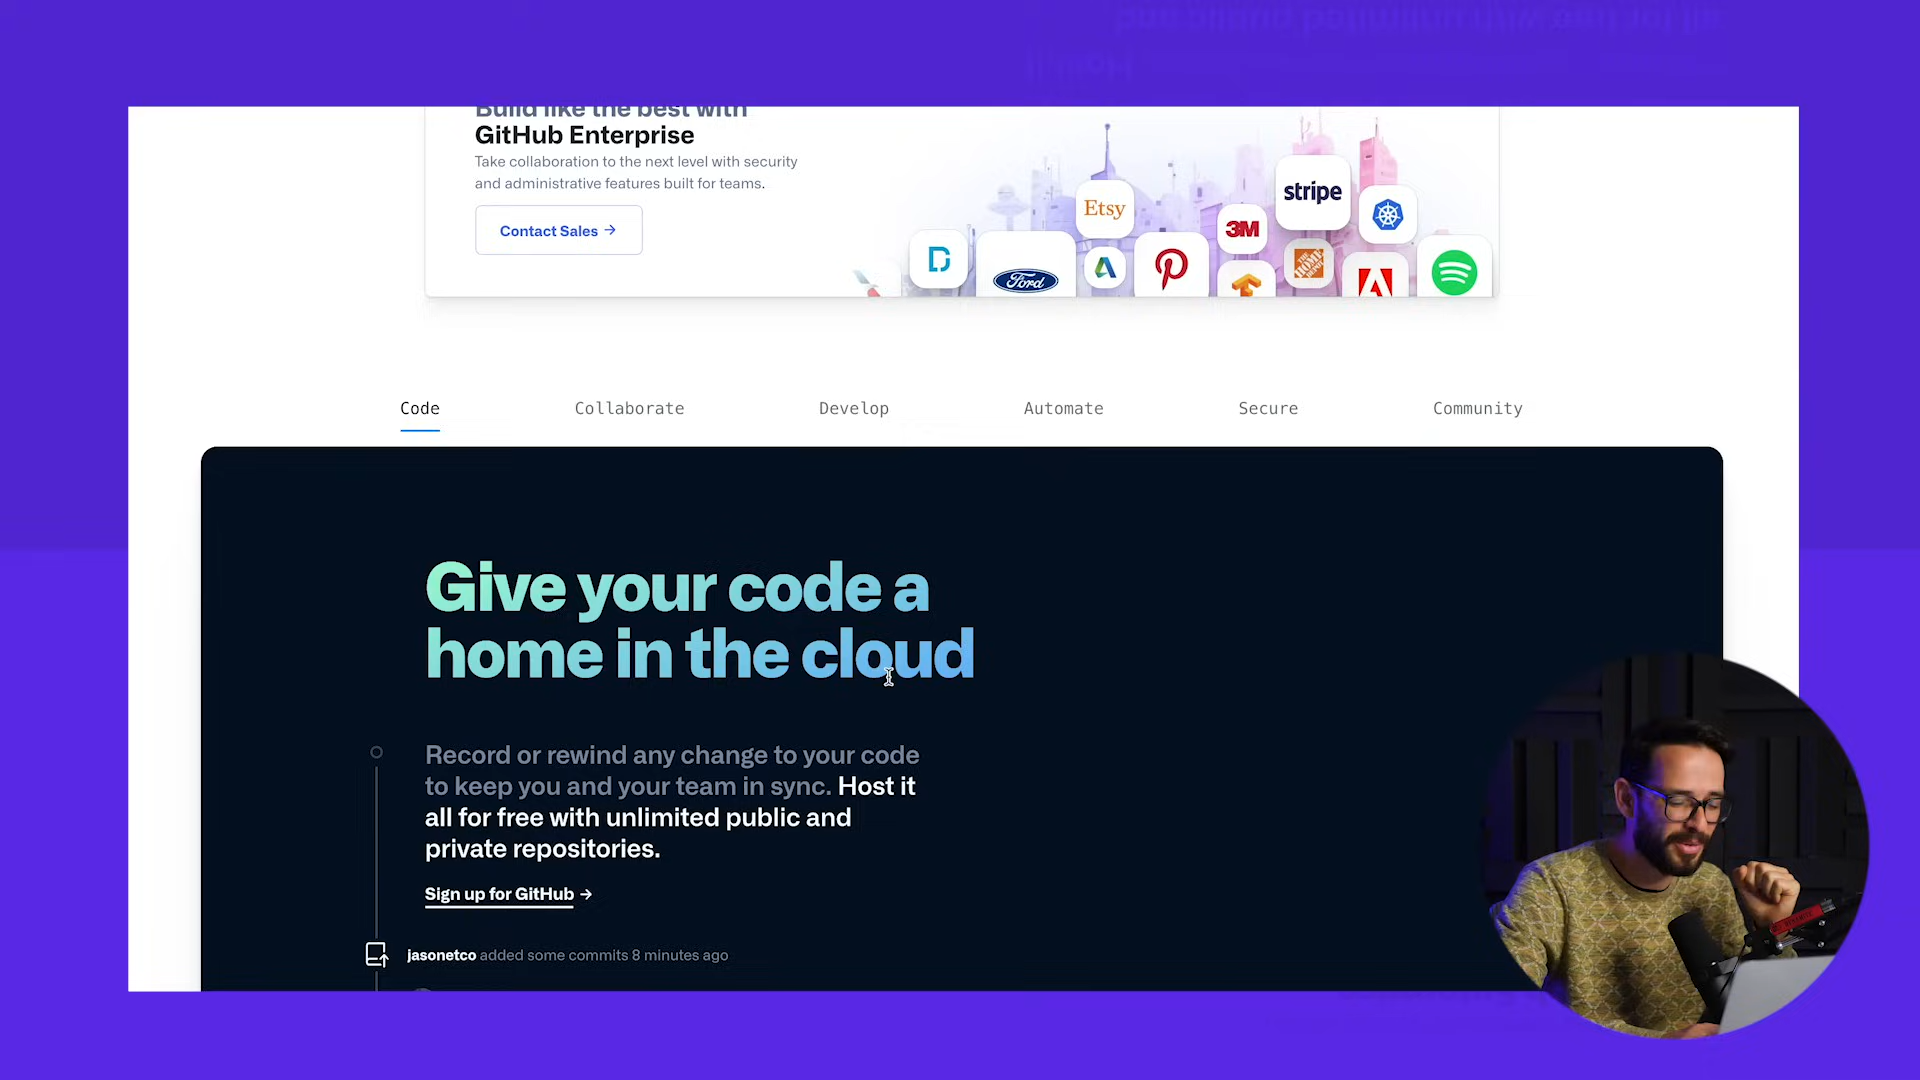 Build like the best with
GitHub Enterprise
Take collaboration to the next level with security
and administrative features built for teams.
Contact Sales →
Etsy
stripe
3M
Ford
THE HOME DEPOT
Code
Collaborate
Develop
Automate
Secure
Community
Give your code a
home in the cloud
Record or rewind any change to your code
to keep you and your team in sync. Host it
all for free with unlimited public and
private repositories.
Sign up for GitHub →
jasonetco added some commits 8 minutes ago